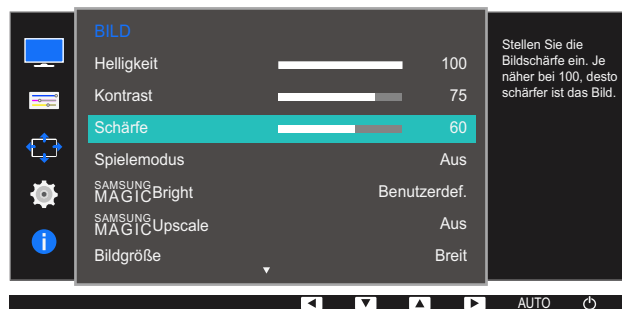 BILD
Helligkeit 100
Kontrast 75
Schärfe 60
Spielemodus Aus
SAMSUNG
MAGICBright Benutzerdef.
SAMSUNG
MAGICUpscale Aus
Bildgröße Breit
Stellen Sie die
Bildschärfe ein. Je
näher bei 100, desto
schärfer ist das Bild.
AUTO